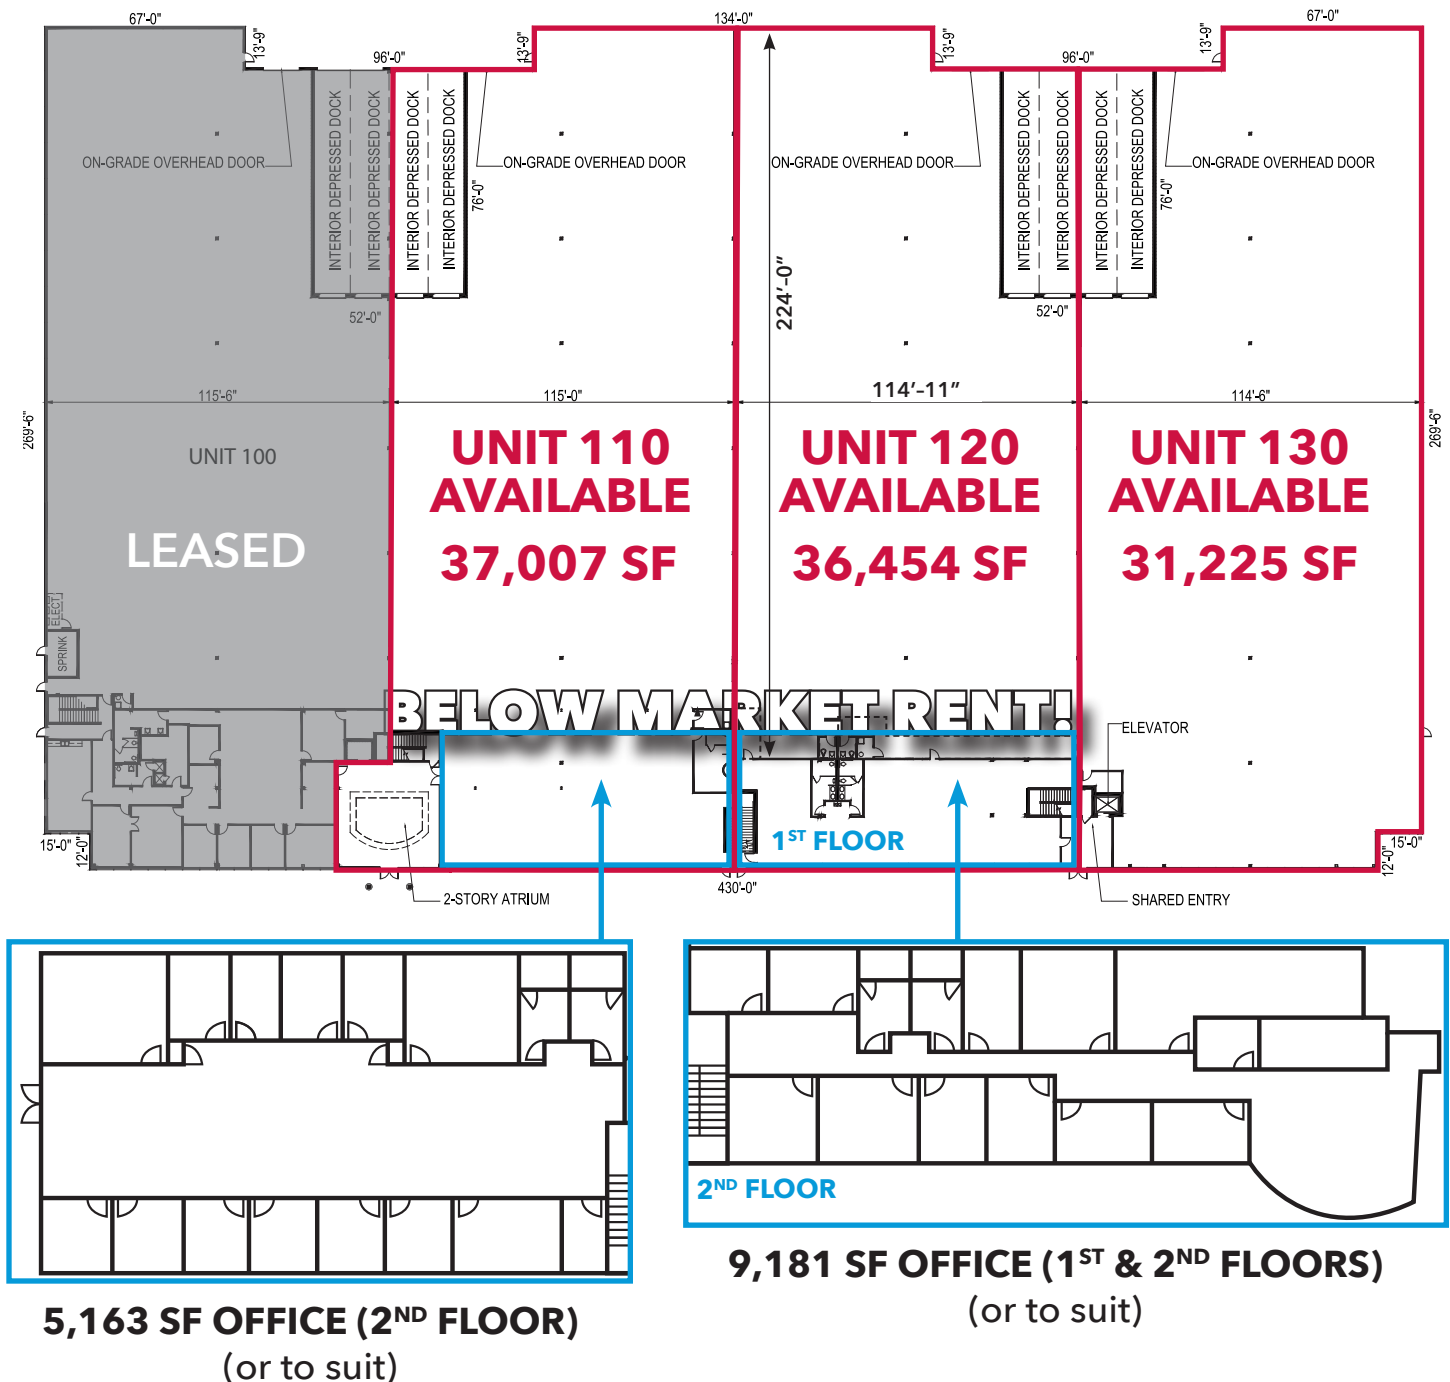 67'-0"
134'-0"
67'-0"
13'-9"
96'-0"
13'-9"
13'-9"
96'-0"
13'-9"
INTERIOR DEPRESSED DOCK
INTERIOR DEPRESSED DOCK
INTERIOR DEPRESSED DOCK
INTERIOR DEPRESSED DOCK
INTERIOR DEPRESSED DOCK
INTERIOR DEPRESSED DOCK
INTERIOR DEPRESSED DOCK
INTERIOR DEPRESSED DOCK
ON-GRADE OVERHEAD DOOR
ON-GRADE OVERHEAD DOOR
ON-GRADE OVERHEAD DOOR
ON-GRADE OVERHEAD DOOR
76'-0"
76'-0"
224'-0"
52'-0"
52'-0"
115'-6"
115'-0"
114'-11"
114'-6"
269'-6"
269'-6"
UNIT 100
LEASED
UNIT 110
AVAILABLE
37,007 SF
UNIT 120
AVAILABLE
36,454 SF
UNIT 130
AVAILABLE
31,225 SF
ELECT
SPRINK
BELOW MARKET RENT!
ELEVATOR
1ST FLOOR
15'-0"
12'-0"
15'-0"
12'-0"
430'-0"
2-STORY ATRIUM
SHARED ENTRY
2ND FLOOR
9,181 SF OFFICE (1ST & 2ND FLOORS)
(or to suit)
5,163 SF OFFICE (2ND FLOOR)
(or to suit)